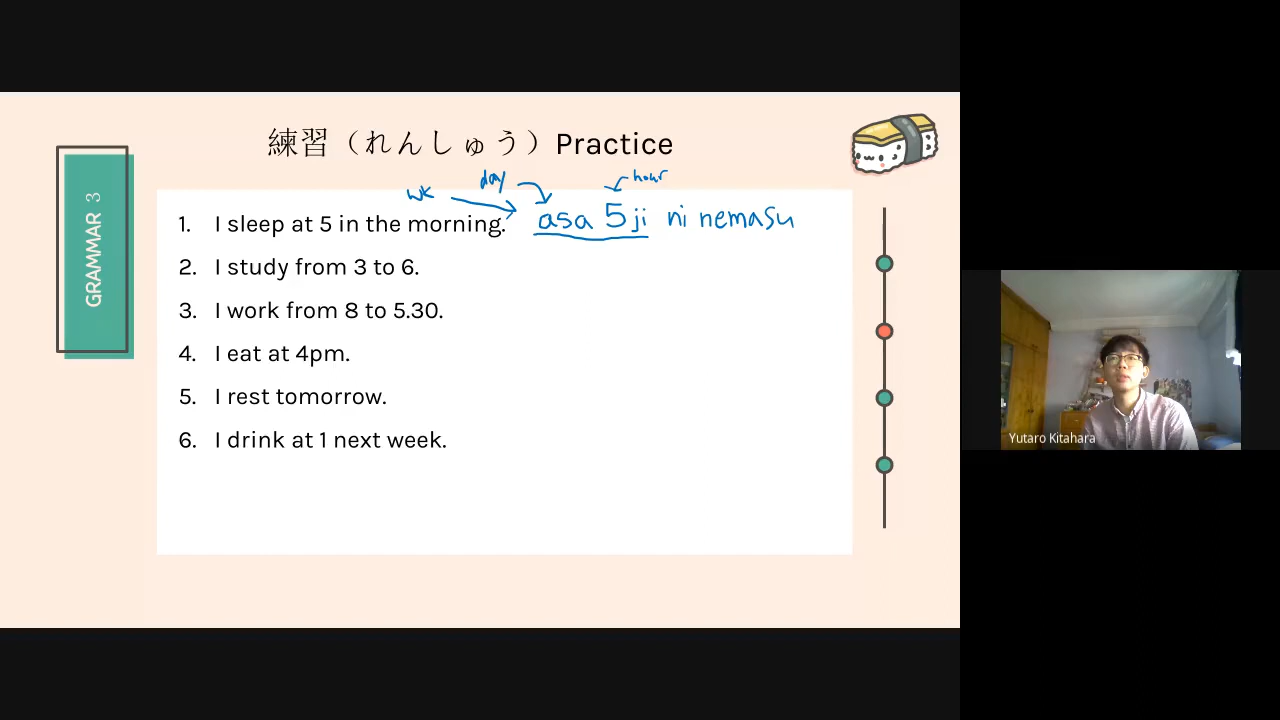 練習（れんしゅう）Practice
GRAMMAR 3
wk day hour
1. I sleep at 5 in the morning. asa 5ji ni nemasu
2. I study from 3 to 6.
3. I work from 8 to 5.30.
4. I eat at 4pm.
5. I rest tomorrow.
6. I drink at 1 next week.
Yutaro Kitahara